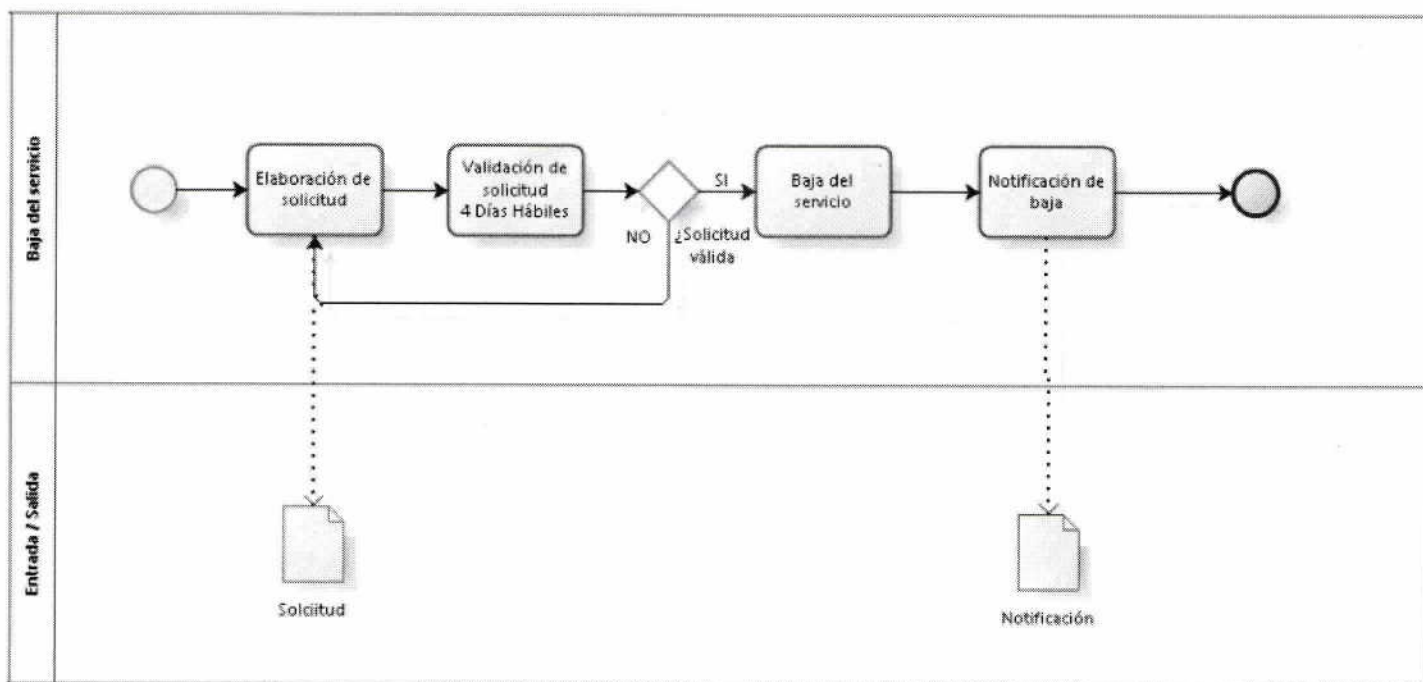 Baja del servicio
Elaboración de
solicitud
Validación de
solicitud
4 Días Hábiles
SI
NO
¿Solicitud
válida
Baja del
servicio
Notificación de
baja
Entrada / Salida
Solciitud
Notificación